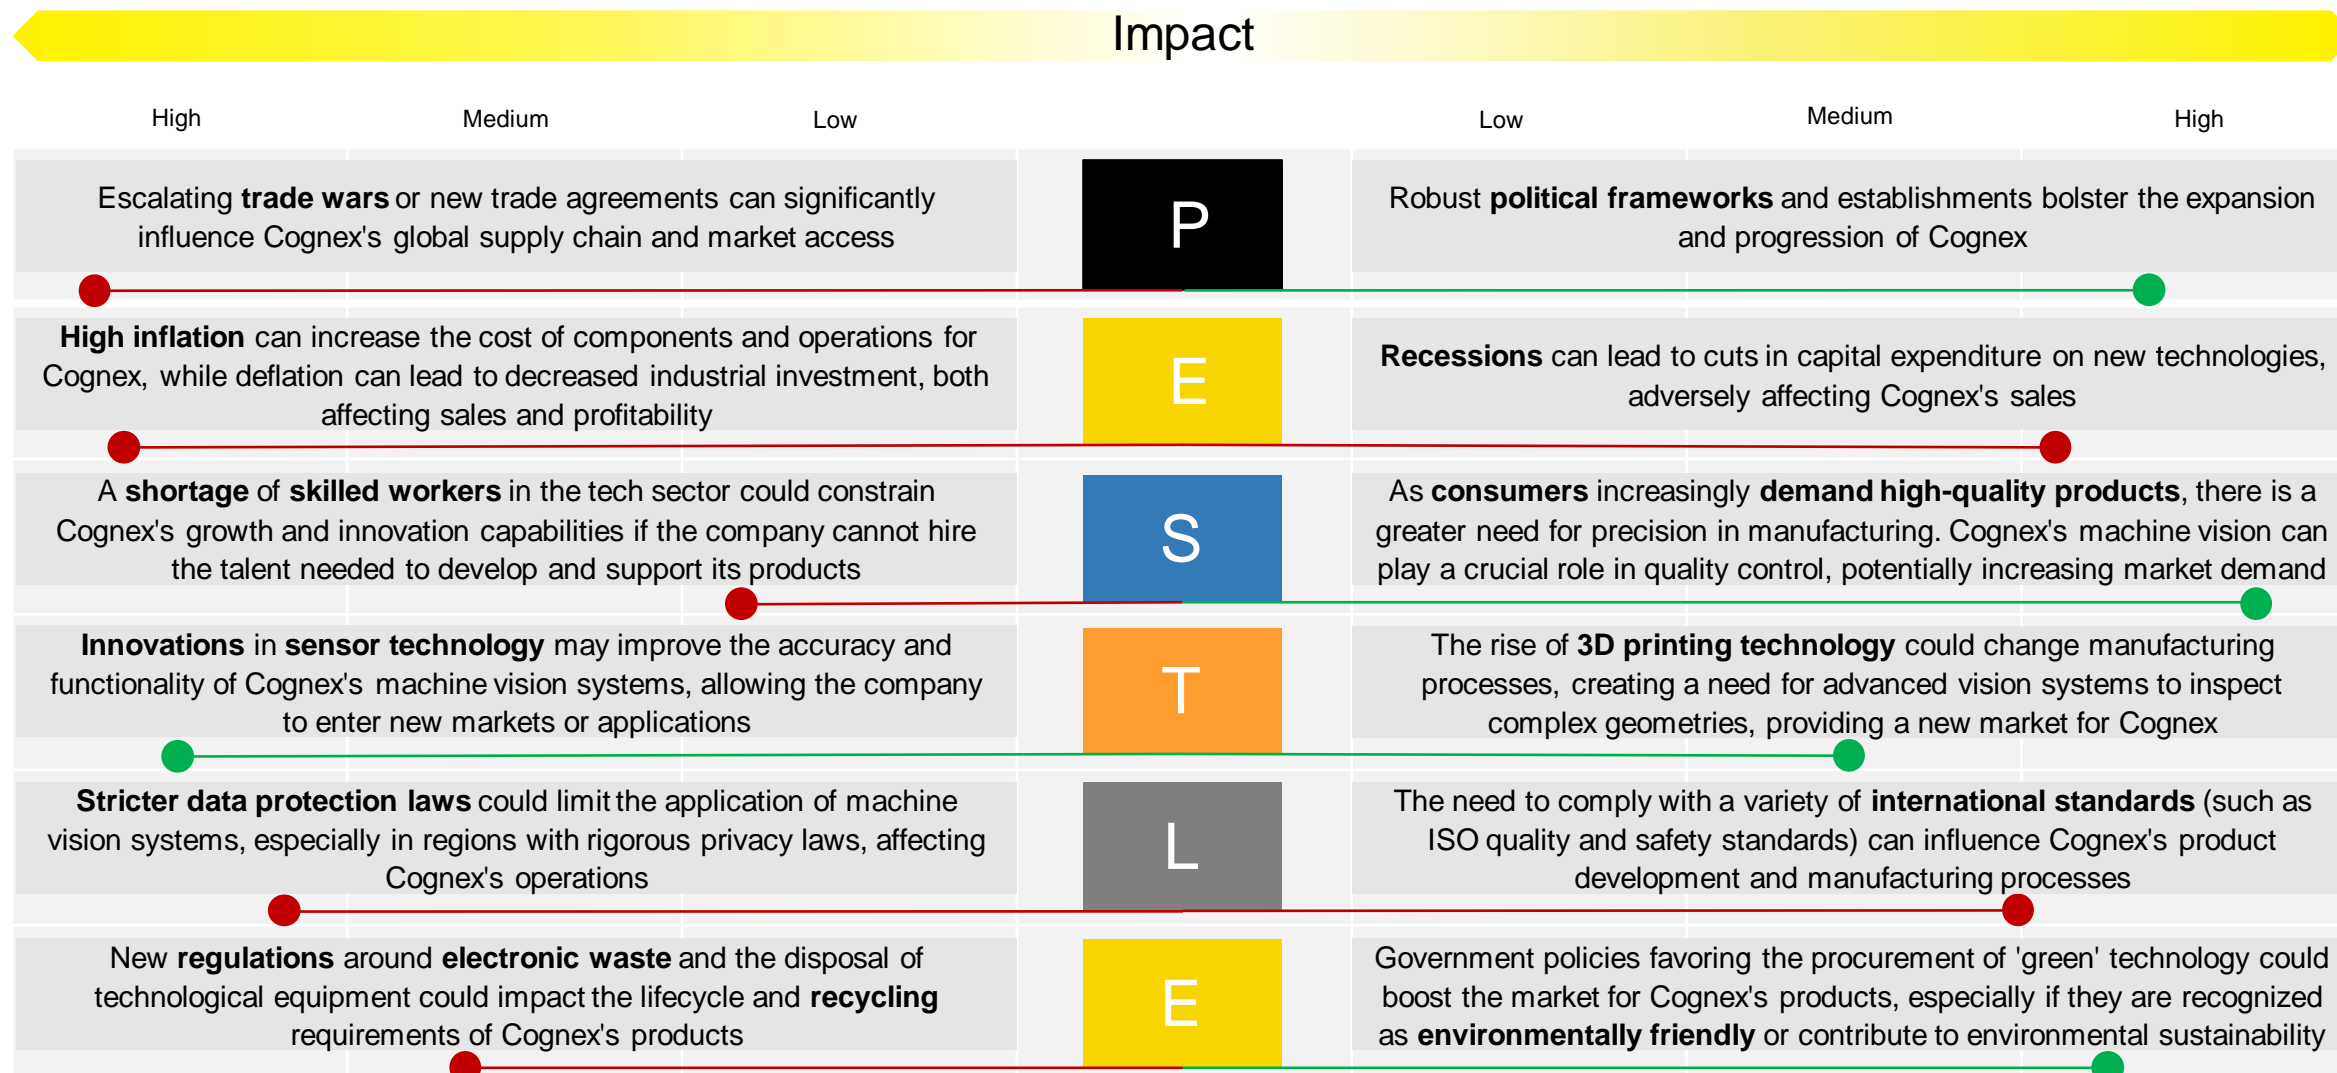 Impact
High
Medium
Low
Low
Medium
High
Escalating trade wars or new trade agreements can significantly
influence Cognex's global supply chain and market access
P
Robust political frameworks and establishments bolster the expansion
and progression of Cognex
High inflation can increase the cost of components and operations for
Cognex, while deflation can lead to decreased industrial investment, both
affecting sales and profitability
E
Recessions can lead to cuts in capital expenditure on new technologies,
adversely affecting Cognex's sales
A shortage of skilled workers in the tech sector could constrain
Cognex's growth and innovation capabilities if the company cannot hire
the talent needed to develop and support its products
S
As consumers increasingly demand high-quality products, there is a
greater need for precision in manufacturing. Cognex's machine vision can
play a crucial role in quality control, potentially increasing market demand
Innovations in sensor technology may improve the accuracy and
functionality of Cognex's machine vision systems, allowing the company
to enter new markets or applications
T
The rise of 3D printing technology could change manufacturing
processes, creating a need for advanced vision systems to inspect
complex geometries, providing a new market for Cognex
Stricter data protection laws could limit the application of machine
vision systems, especially in regions with rigorous privacy laws, affecting
Cognex's operations
L
The need to comply with a variety of international standards (such as
ISO quality and safety standards) can influence Cognex's product
development and manufacturing processes
New regulations around electronic waste and the disposal of
technological equipment could impact the lifecycle and recycling
requirements of Cognex's products
E
Government policies favoring the procurement of 'green' technology could
boost the market for Cognex's products, especially if they are recognized
as environmentally friendly or contribute to environmental sustainability